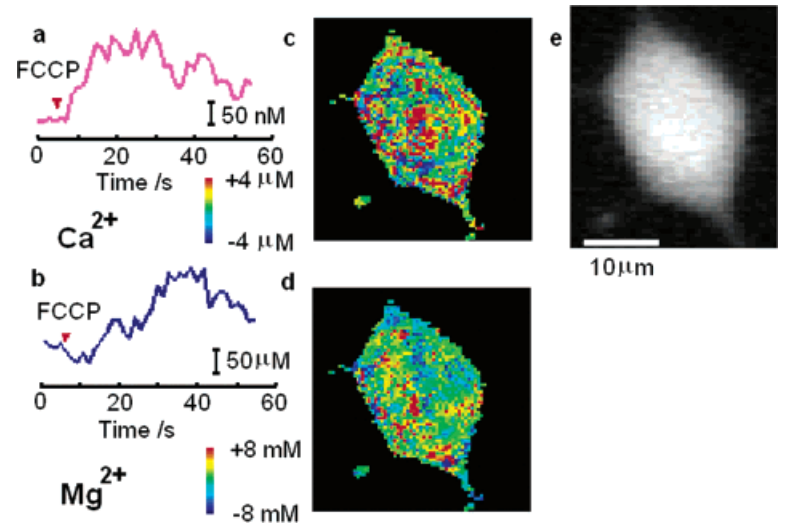 a
FCCP
50 nM
0 20 40 60
Time /s
Ca2+
+4 μM
-4 μM
b
FCCP
50μM
0 20 40 60
Time /s
Mg2+
+8 mM
-8 mM
c
d
e
10μm